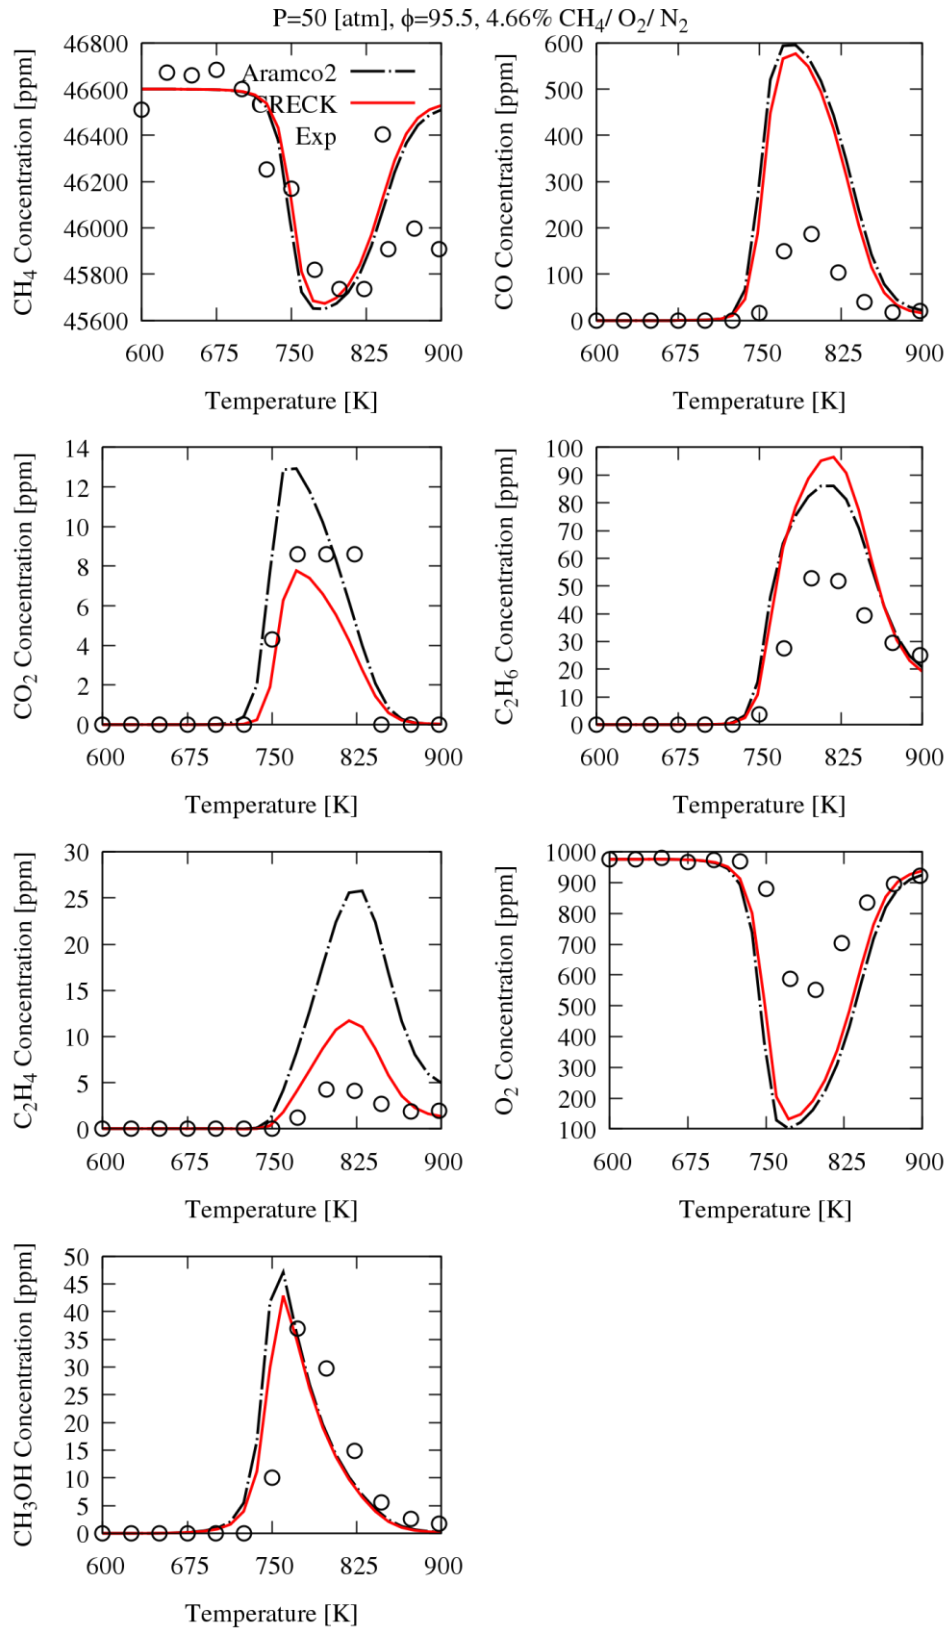 P=50 [atm], ϕ=95.5, 4.66% CH₄/ O₂/ N₂
CH₄ Concentration [ppm]
46800
46600
46400
46200
46000
45800
45600
600 675 750 825 900
Temperature [K]
Aramco2
CRECK
Exp
CO Concentration [ppm]
600
500
400
300
200
100
0
600 675 750 825 900
Temperature [K]
CO₂ Concentration [ppm]
14
12
10
8
6
4
2
0
600 675 750 825 900
Temperature [K]
C₂H₆ Concentration [ppm]
100
90
80
70
60
50
40
30
20
10
0
600 675 750 825 900
Temperature [K]
C₂H₄ Concentration [ppm]
30
25
20
15
10
5
0
600 675 750 825 900
Temperature [K]
O₂ Concentration [ppm]
1000
900
800
700
600
500
400
300
200
100
600 675 750 825 900
Temperature [K]
CH₃OH Concentration [ppm]
50
45
40
35
30
25
20
15
10
5
0
600 675 750 825 900
Temperature [K]